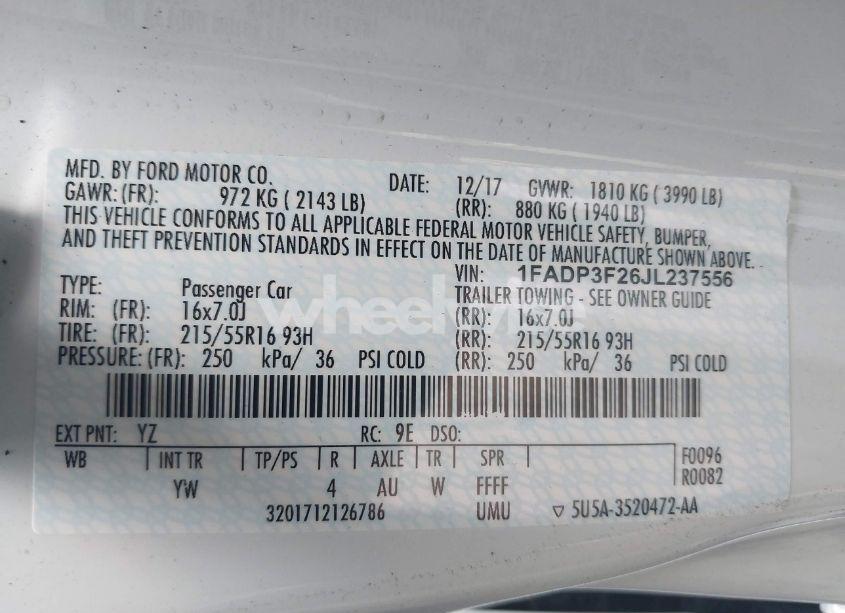 MFD. BY FORD MOTOR CO. DATE: 12/17 GVWR: 1810 KG ( 3990 LB)
GAWR: (FR): 972 KG ( 2143 LB) (RR): 880 KG ( 1940 LB)
THIS VEHICLE CONFORMS TO ALL APPLICABLE FEDERAL MOTOR VEHICLE SAFETY, BUMPER,
AND THEFT PREVENTION STANDARDS IN EFFECT ON THE DATE OF MANUFACTURE SHOWN ABOVE.
VIN: 1FADP3F26JL237556
TYPE: Passenger Car TRAILER TOWING - SEE OWNER GUIDE
RIM: (FR): 16x7.0J (RR): 16x7.0J
TIRE: (FR): 215/55R16 93H (RR): 215/55R16 93H
PRESSURE: (FR): 250 kPa/ 36 PSI COLD (RR): 250 kPa/ 36 PSI COLD
EXT PNT: YZ RC: 9E DSO:
WB INT TR TP/PS R AXLE TR SPR F0096
R0082
YW 4 AU W FFFF
3201712126786 UMU ▽ 5U5A-3520472-AA